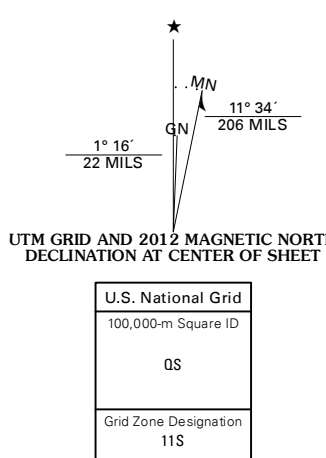 ★
MN
11° 34´
206 MILS
GN
1° 16´
22 MILS
UTM GRID AND 2012 MAGNETIC NORT
DECLINATION AT CENTER OF SHEET
U.S. National Grid
100,000-m Square ID
QS
Grid Zone Designation
11S